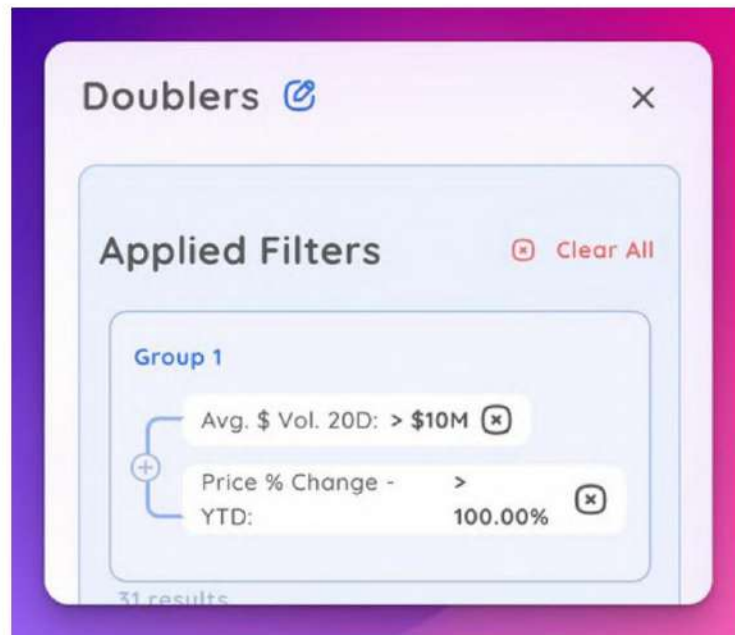 Doublers
Applied Filters
Clear All
Group 1
Avg. $ Vol. 20D: > $10M
Price % Change - >
YTD: 100.00%
31 results